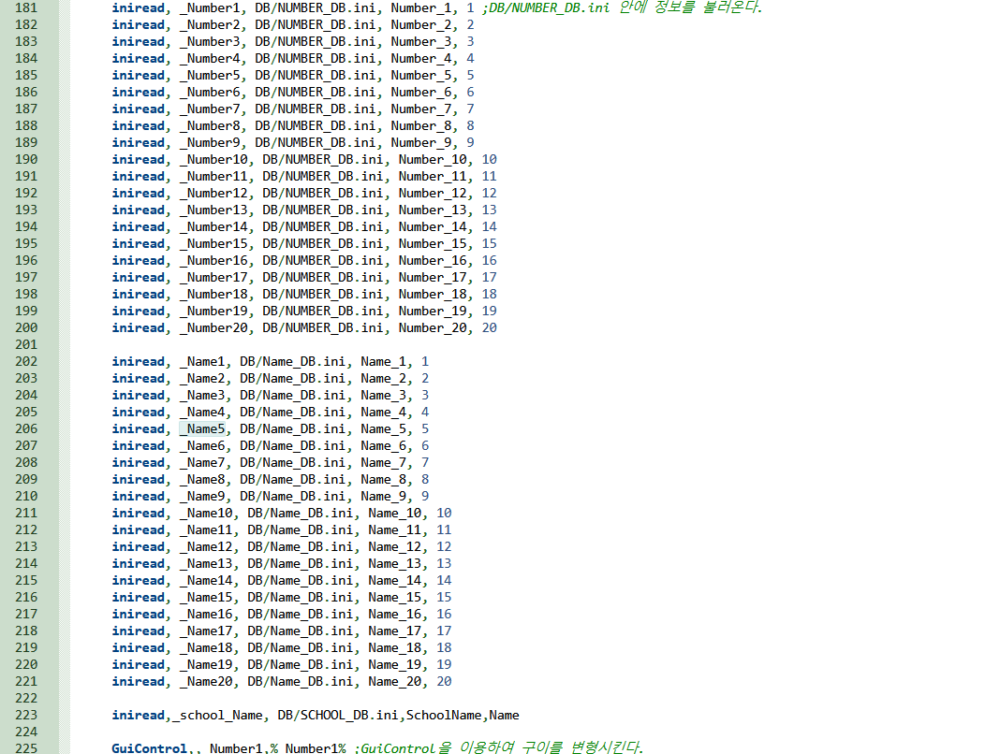 181 iniread, _Number1, DB/NUMBER_DB.ini, Number_1, 1 ;DB/NUMBER_DB.ini 안에 정보를 불러온다.
182 iniread, _Number2, DB/NUMBER_DB.ini, Number_2, 2
183 iniread, _Number3, DB/NUMBER_DB.ini, Number_3, 3
184 iniread, _Number4, DB/NUMBER_DB.ini, Number_4, 4
185 iniread, _Number5, DB/NUMBER_DB.ini, Number_5, 5
186 iniread, _Number6, DB/NUMBER_DB.ini, Number_6, 6
187 iniread, _Number7, DB/NUMBER_DB.ini, Number_7, 7
188 iniread, _Number8, DB/NUMBER_DB.ini, Number_8, 8
189 iniread, _Number9, DB/NUMBER_DB.ini, Number_9, 9
190 iniread, _Number10, DB/NUMBER_DB.ini, Number_10, 10
191 iniread, _Number11, DB/NUMBER_DB.ini, Number_11, 11
192 iniread, _Number12, DB/NUMBER_DB.ini, Number_12, 12
193 iniread, _Number13, DB/NUMBER_DB.ini, Number_13, 13
194 iniread, _Number14, DB/NUMBER_DB.ini, Number_14, 14
195 iniread, _Number15, DB/NUMBER_DB.ini, Number_15, 15
196 iniread, _Number16, DB/NUMBER_DB.ini, Number_16, 16
197 iniread, _Number17, DB/NUMBER_DB.ini, Number_17, 17
198 iniread, _Number18, DB/NUMBER_DB.ini, Number_18, 18
199 iniread, _Number19, DB/NUMBER_DB.ini, Number_19, 19
200 iniread, _Number20, DB/NUMBER_DB.ini, Number_20, 20
201
202 iniread, _Name1, DB/Name_DB.ini, Name_1, 1
203 iniread, _Name2, DB/Name_DB.ini, Name_2, 2
204 iniread, _Name3, DB/Name_DB.ini, Name_3, 3
205 iniread, _Name4, DB/Name_DB.ini, Name_4, 4
206 iniread, _Name5, DB/Name_DB.ini, Name_5, 5
207 iniread, _Name6, DB/Name_DB.ini, Name_6, 6
208 iniread, _Name7, DB/Name_DB.ini, Name_7, 7
209 iniread, _Name8, DB/Name_DB.ini, Name_8, 8
210 iniread, _Name9, DB/Name_DB.ini, Name_9, 9
211 iniread, _Name10, DB/Name_DB.ini, Name_10, 10
212 iniread, _Name11, DB/Name_DB.ini, Name_11, 11
213 iniread, _Name12, DB/Name_DB.ini, Name_12, 12
214 iniread, _Name13, DB/Name_DB.ini, Name_13, 13
215 iniread, _Name14, DB/Name_DB.ini, Name_14, 14
216 iniread, _Name15, DB/Name_DB.ini, Name_15, 15
217 iniread, _Name16, DB/Name_DB.ini, Name_16, 16
218 iniread, _Name17, DB/Name_DB.ini, Name_17, 17
219 iniread, _Name18, DB/Name_DB.ini, Name_18, 18
220 iniread, _Name19, DB/Name_DB.ini, Name_19, 19
221 iniread, _Name20, DB/Name_DB.ini, Name_20, 20
222
223 iniread,_school_Name, DB/SCHOOL_DB.ini,SchoolName,Name
224
225 GuiControl,, Number1,%_Number1% ;GuiControl을 이용하여 구이를 변형시킨다.